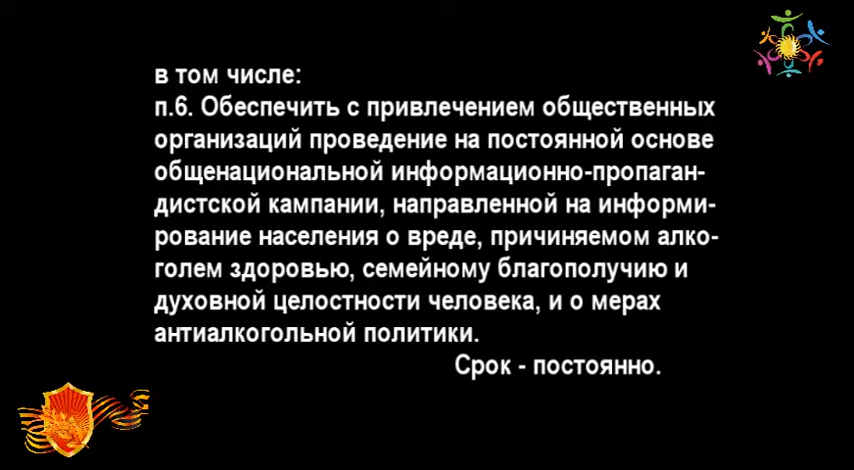 в том числе:
п.6. Обеспечить с привлечением общественных
организаций проведение на постоянной основе
общенациональной информационно-пропаган-
дистской кампании, направленной на информи-
рование населения о вреде, причиняемом алко-
голем здоровью, семейному благополучию и
духовной целостности человека, и о мерах
антиалкогольной политики.
Срок - постоянно.